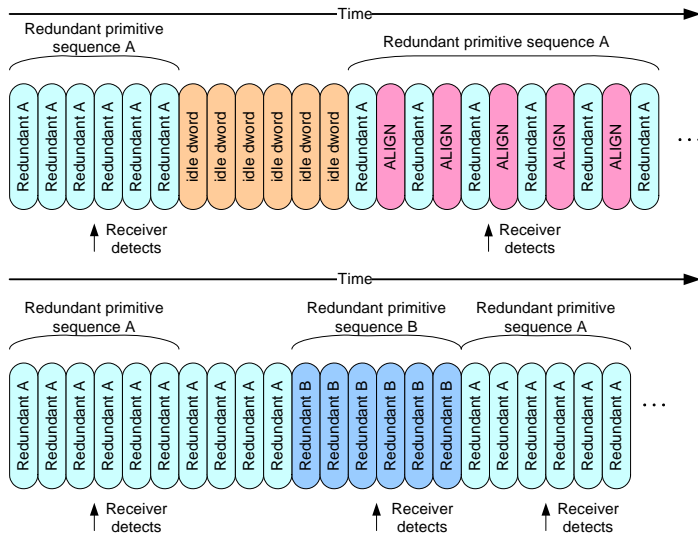 Time
Redundant primitive
sequence A
Redundant primitive sequence A
Redundant A
Redundant A
Redundant A
Redundant A
Redundant A
Redundant A
idle dword
idle dword
idle dword
idle dword
idle dword
idle dword
Redundant A
ALIGN
Redundant A
ALIGN
Redundant A
ALIGN
Redundant A
ALIGN
Redundant A
ALIGN
Redundant A
...
Receiver
detects
Receiver
detects
Time
Redundant primitive
sequence A
Redundant primitive
sequence B
Redundant primitive
sequence A
Redundant A
Redundant A
Redundant A
Redundant A
Redundant A
Redundant A
Redundant A
Redundant A
Redundant A
Redundant A
Redundant B
Redundant B
Redundant B
Redundant B
Redundant B
Redundant B
Redundant A
Redundant A
Redundant A
Redundant A
Redundant A
Redundant A
...
Receiver
detects
Receiver
detects
Receiver
detects